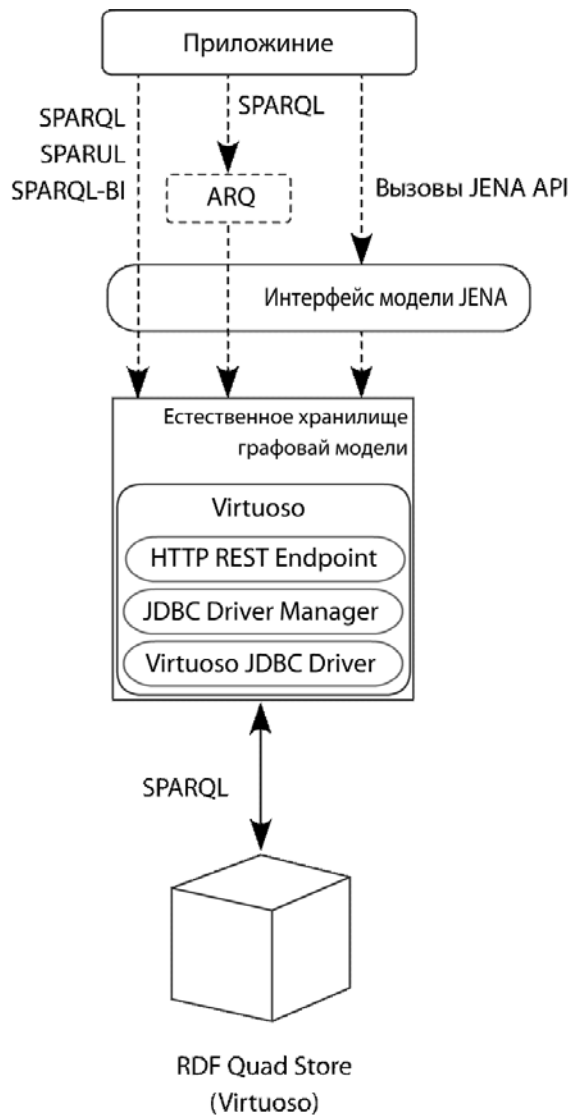 Приложиние
SPARQL
SPARQL
SPARUL
SPARQL-BI
ARQ
Вызовы JENA API
Интерфейс модели JENA
Естественное хранилище
графовай модели
Virtuoso
HTTP REST Endpoint
JDBC Driver Manager
Virtuoso JDBC Driver
SPARQL
RDF Quad Store
(Virtuoso)